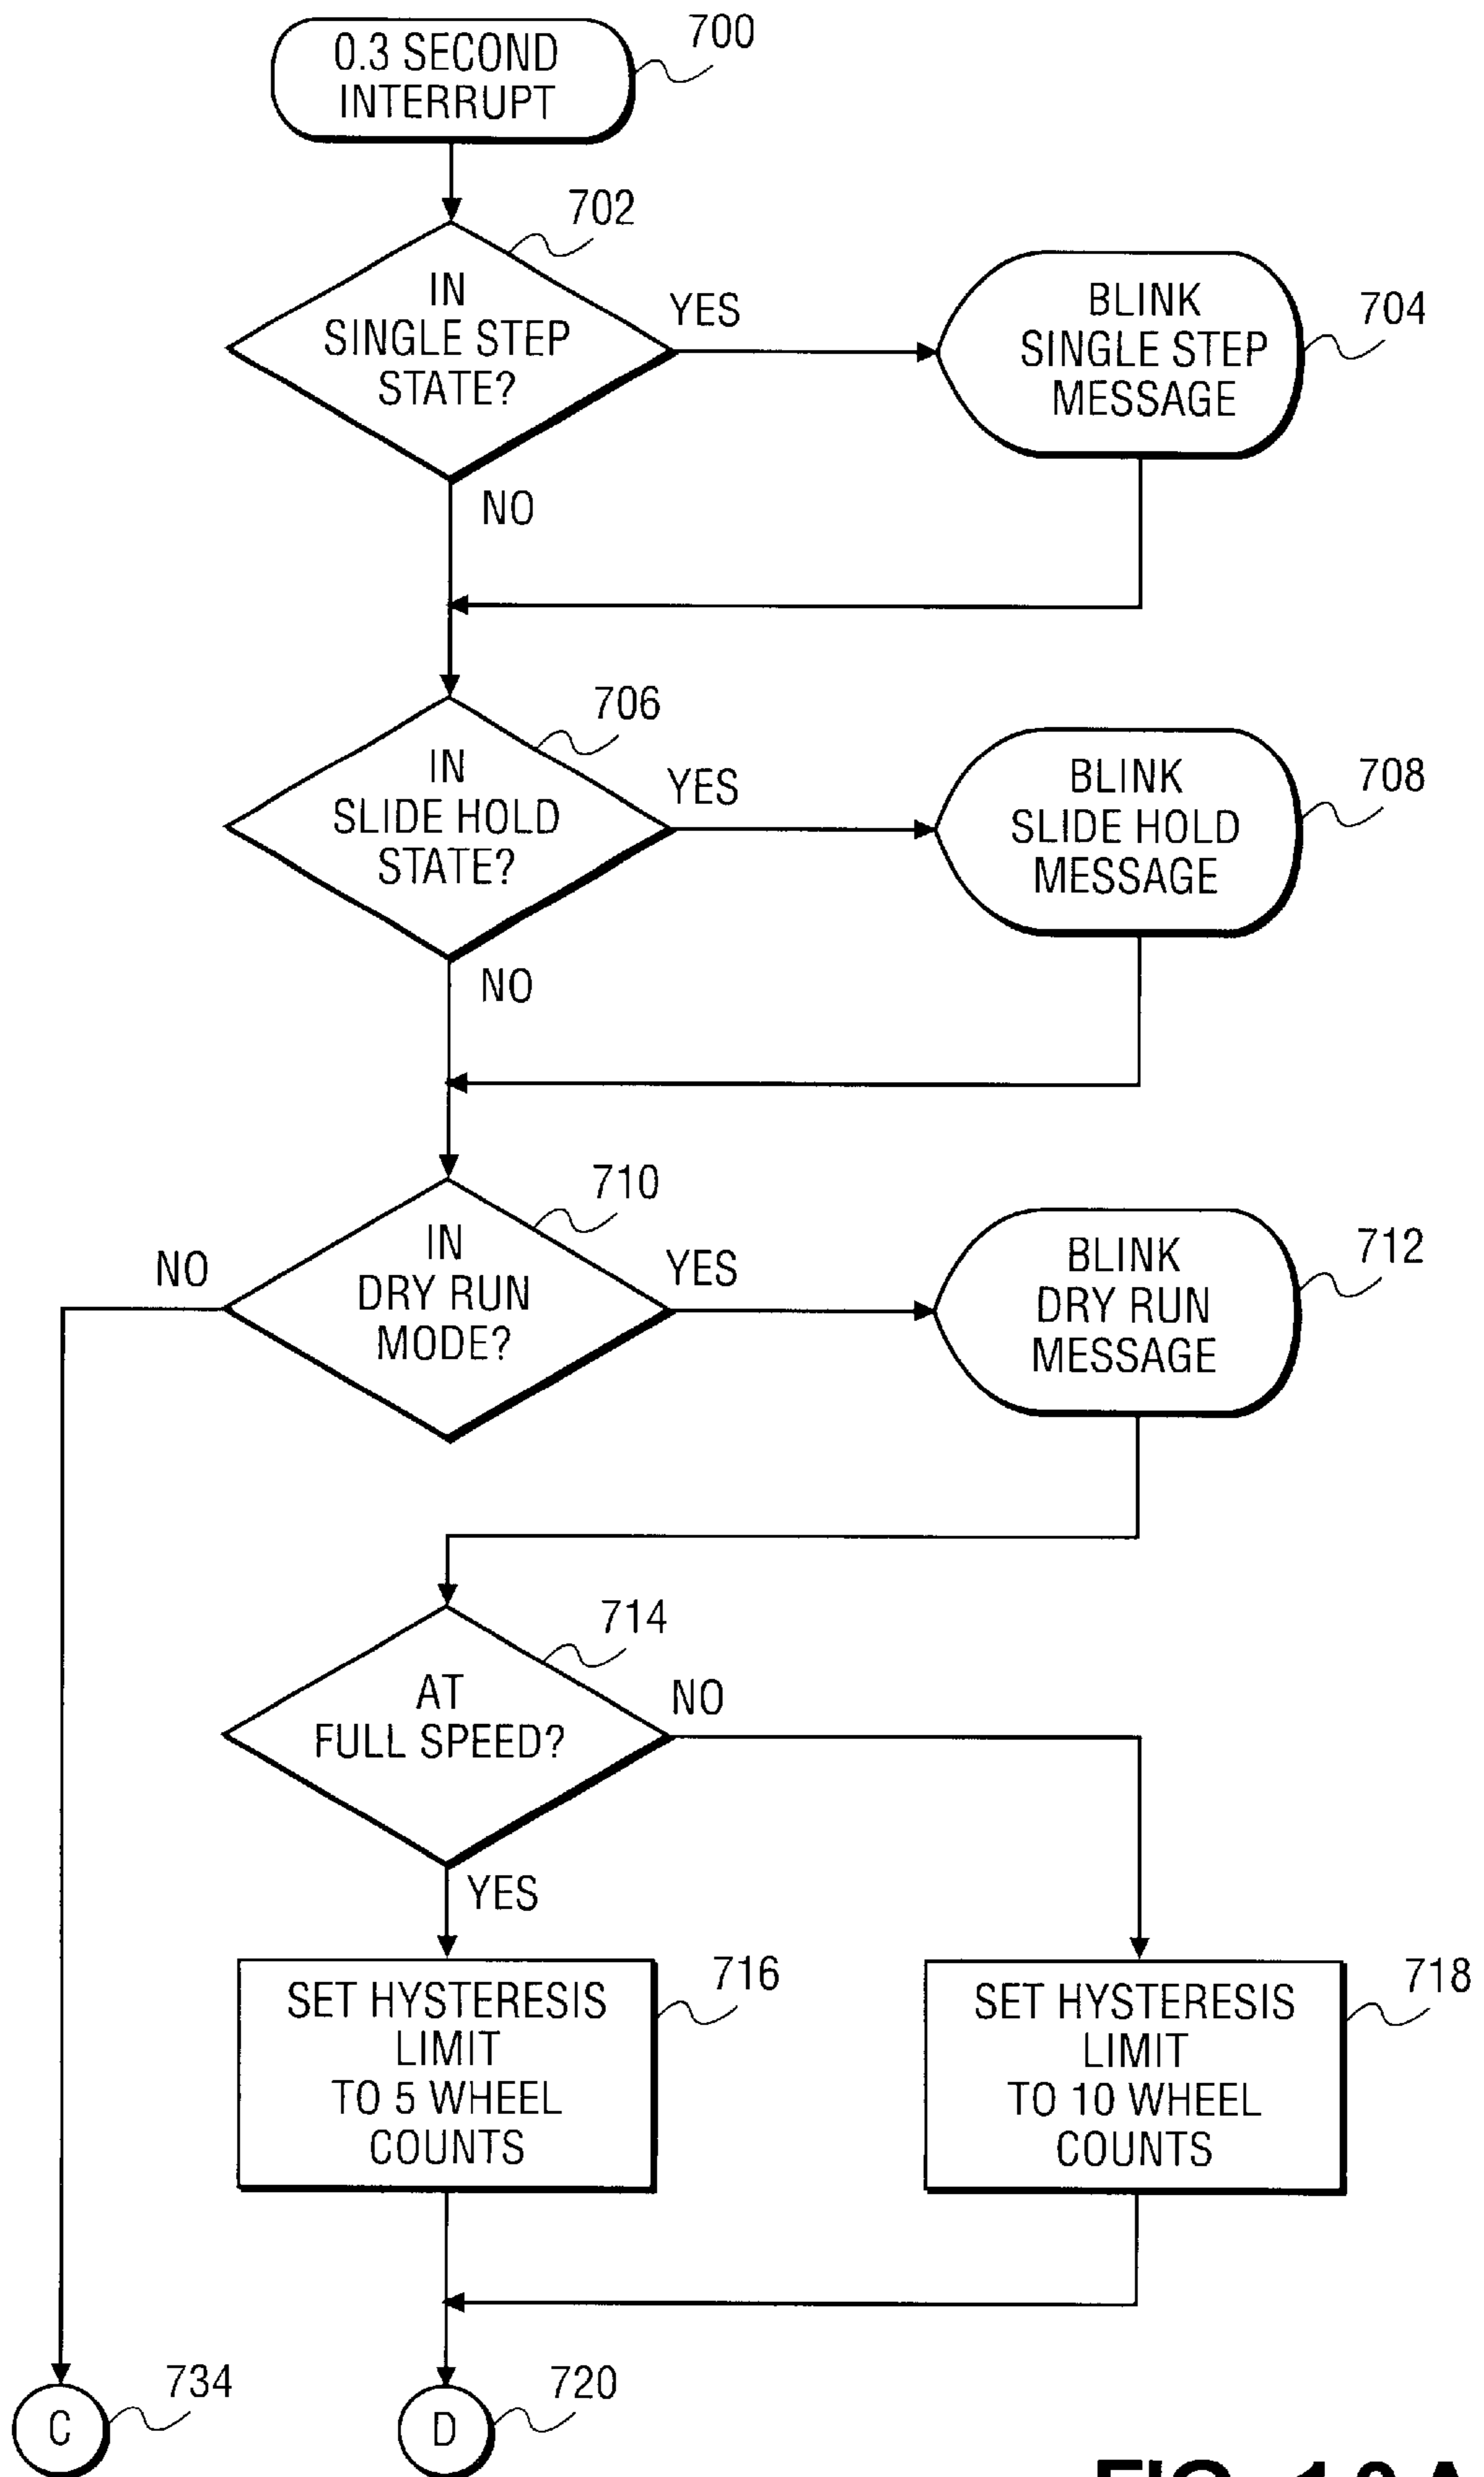 0.3 SECOND
INTERRUPT
700
702
IN
SINGLE STEP
STATE?
YES
NO
BLINK
SINGLE STEP
MESSAGE
704
706
IN
SLIDE HOLD
STATE?
YES
NO
BLINK
SLIDE HOLD
MESSAGE
708
710
IN
DRY RUN
MODE?
NO
YES
BLINK
DRY RUN
MESSAGE
712
714
AT
FULL SPEED?
NO
YES
SET HYSTERESIS
LIMIT
TO 5 WHEEL
COUNTS
716
SET HYSTERESIS
LIMIT
TO 10 WHEEL
COUNTS
718
C
734
D
720